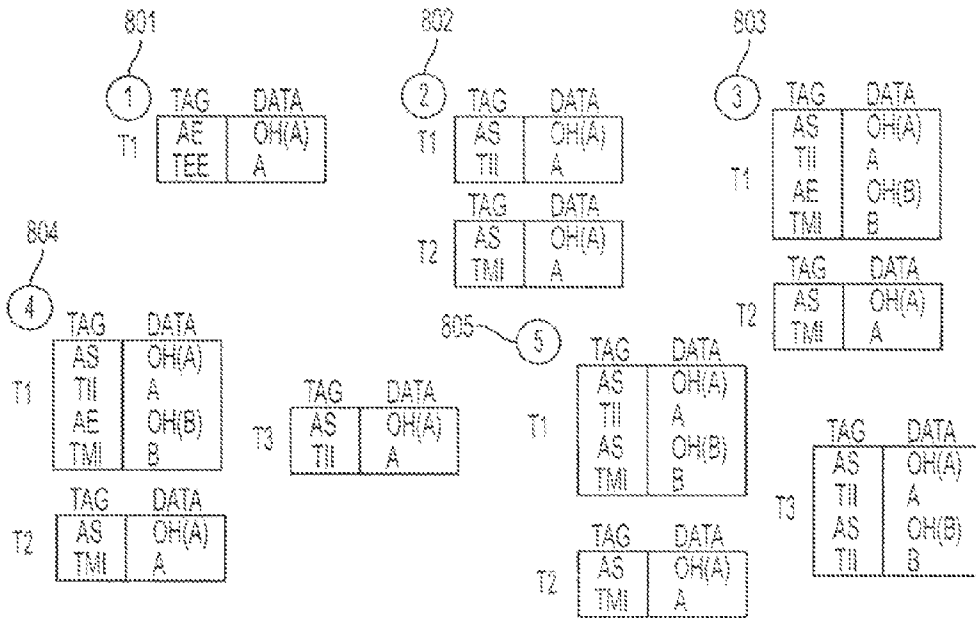 801
1
TAG DATA
T1
AE OH(A)
TEE A
802
2
TAG DATA
T1
AS OH(A)
TII A
TAG DATA
T2
AS OH(A)
TMI A
803
3
TAG DATA
T1
AS OH(A)
TII A
AE OH(B)
TMI B
TAG DATA
T2
AS OH(A)
TMI A
804
4
TAG DATA
T1
AS OH(A)
TII A
AE OH(B)
TMI B
TAG DATA
T2
AS OH(A)
TMI A
TAG DATA
T3
AS OH(A)
TII A
805
5
TAG DATA
T1
AS OH(A)
TII A
AS OH(B)
TMI B
TAG DATA
T2
AS OH(A)
TMI A
TAG DATA
T3
AS OH(A)
TII A
AS OH(B)
TII B